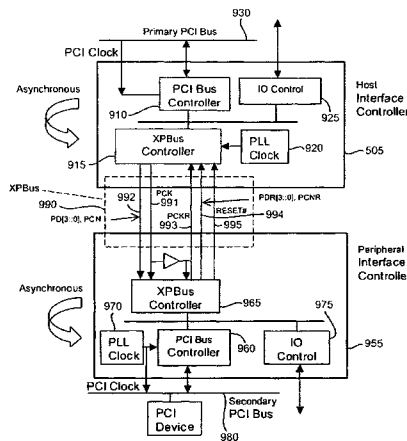 930
Primary PCI Bus
PCI Clock
Asynchronous
PCI Bus
Controller
910
IO Control
925
Host
Interface
Controller
XPBus
Controller
915
PLL
Clock
920
505
XPBus
990
992
PCK
991
PD[3::0], PCN
PCKR
993
PDR[3::0], PCNR
994
RESET#
995
Peripheral
Interface
Controller
Asynchronous
XPBus
Controller
965
970
PLL
Clock
PCI Bus
Controller
960
975
IO
Control
955
PCI Clock
Secondary
PCI Bus
PCI
Device
980